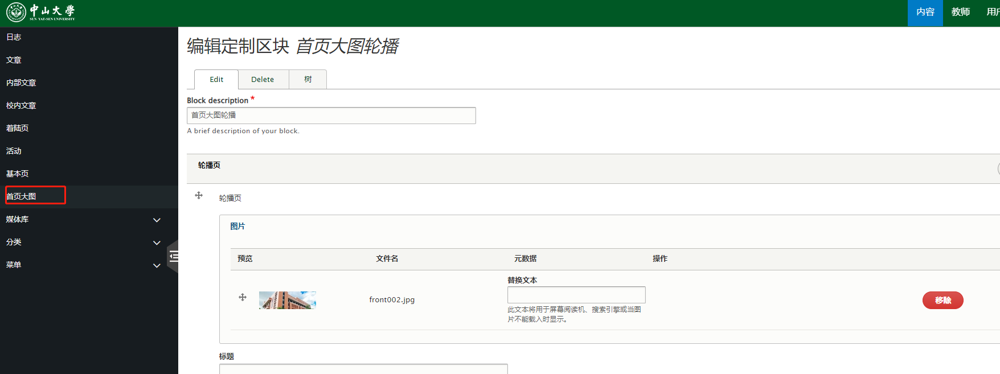 中山大學
SUN YAT-SEN UNIVERSITY
内容
教师
用户
日志
文章
内部文章
校内文章
着陆页
活动
基本页
首页大图
媒体库
分类
菜单
编辑定制区块 首页大图轮播
Edit
Delete
树
Block description *
首页大图轮播
A brief description of your block.
轮播页
轮播页
图片
预览 文件名 元数据 操作
替换文本
front002.jpg
此文本将用于屏幕阅读机、搜索引擎或当图
片不能载入时显示。
移除
标题